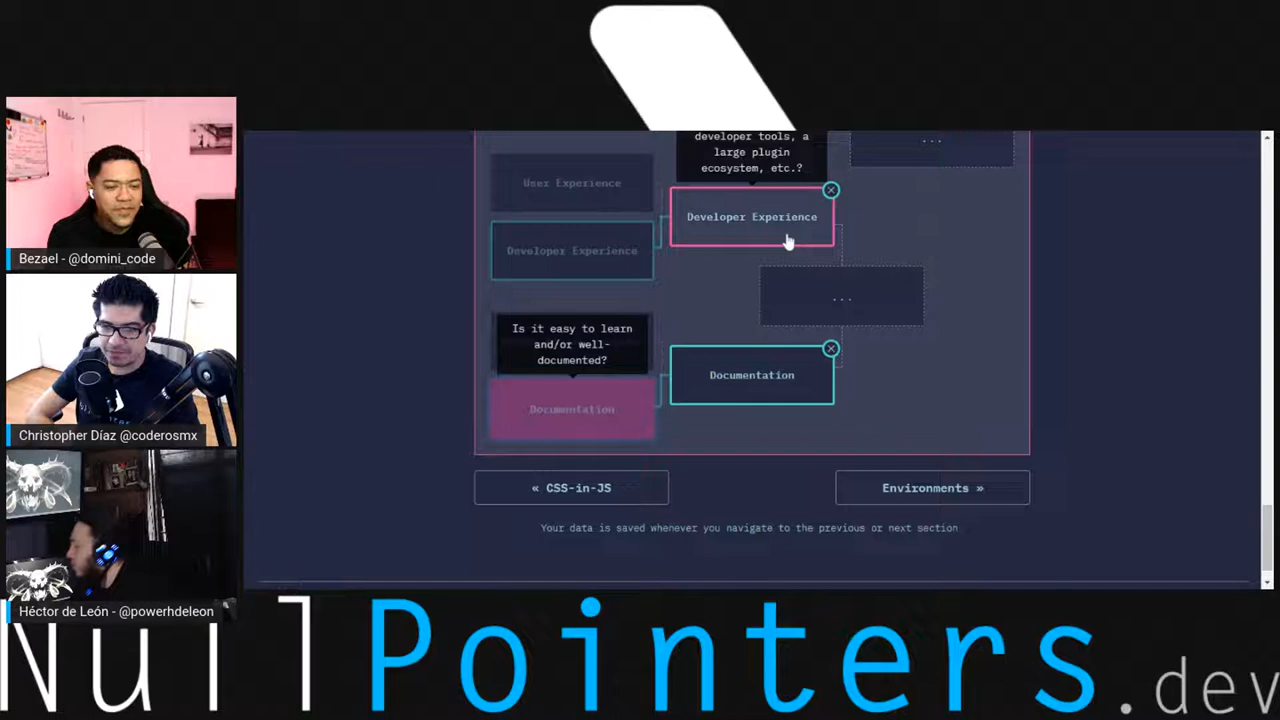 Bezael - @domini_code
Christopher Díaz @coderosmx
Héctor de León - @powerhdeleon
developer tools, a
large plugin
ecosystem, etc.?
...
User Experience
Developer Experience
Developer Experience
...
Is it easy to learn
and/or well-
documented?
Documentation
Documentation
« CSS-in-JS
Environments »
Your data is saved whenever you navigate to the previous or next section
NullPointers.dev